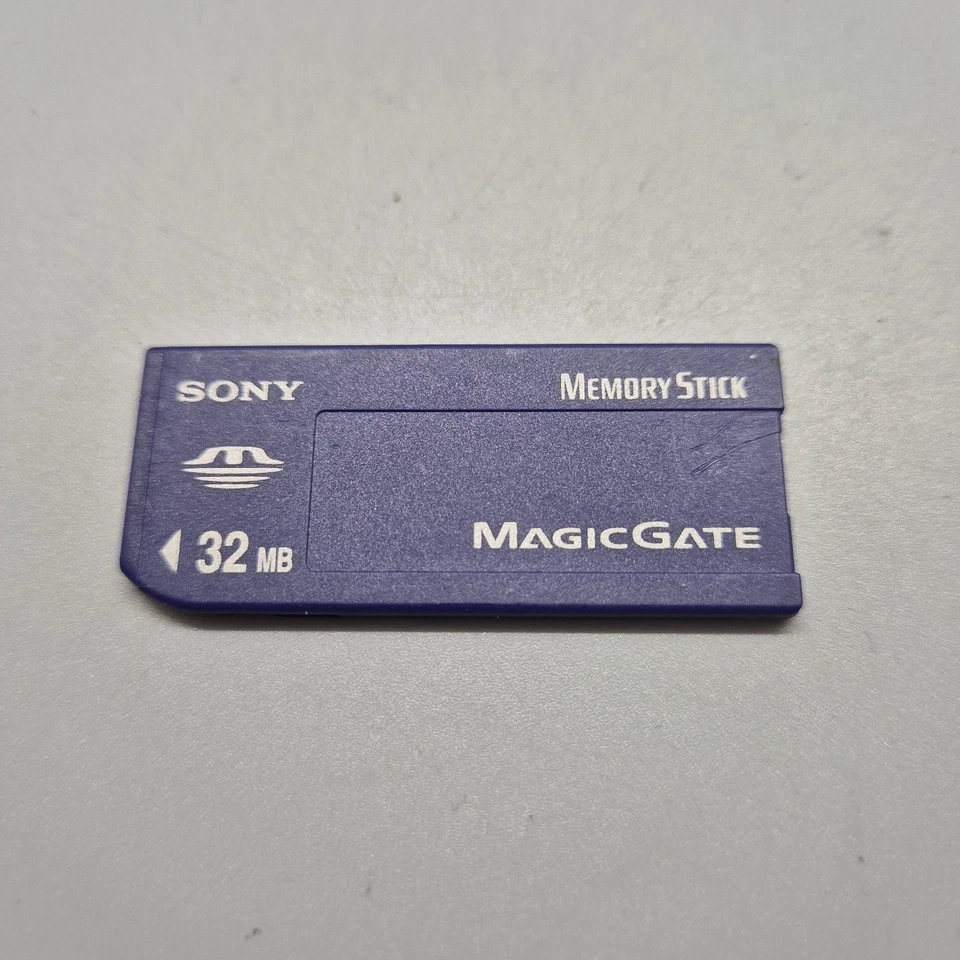 SONY
MEMORY STICK
32 MB
MAGICGATE